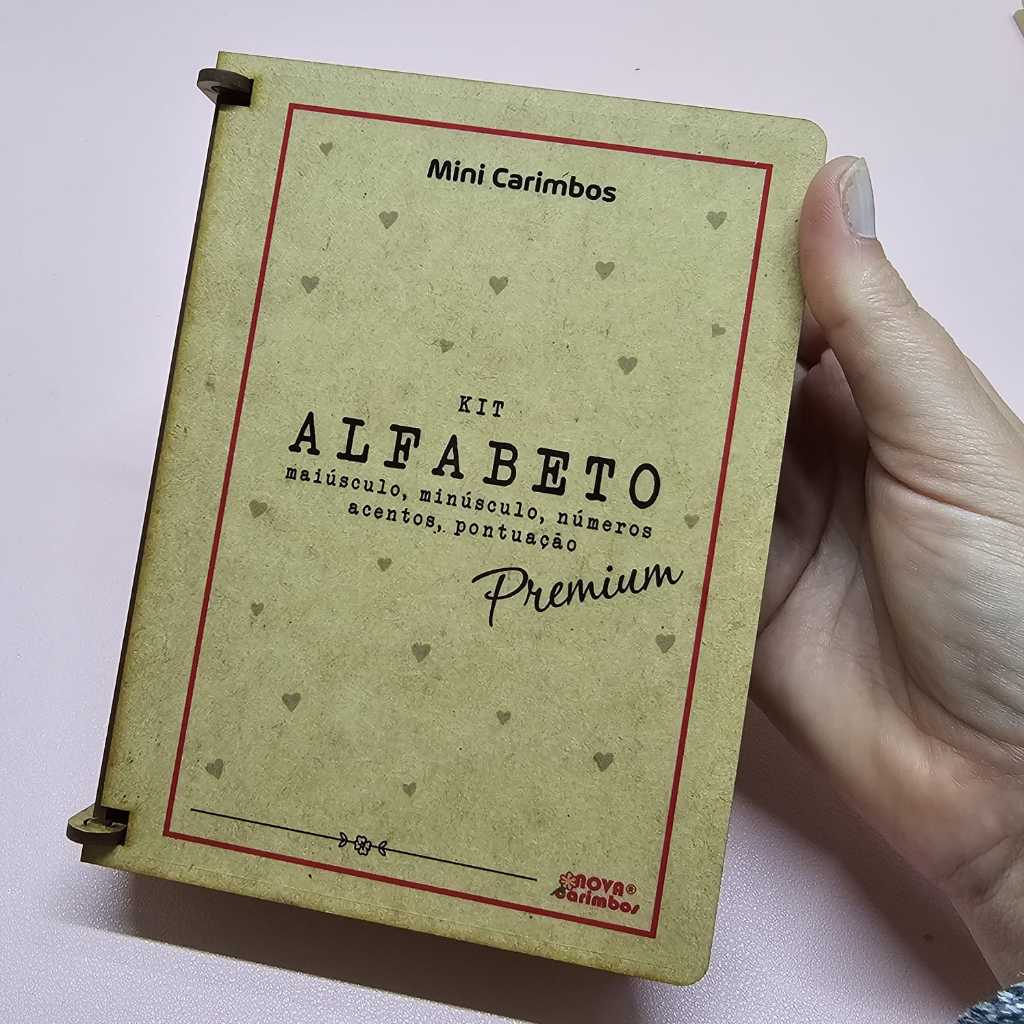 Mini Carimbos
KIT
ALFABETO
maiúsculo, minúsculo, números
acentos, pontuação
Premium
NOVA®
carimbos